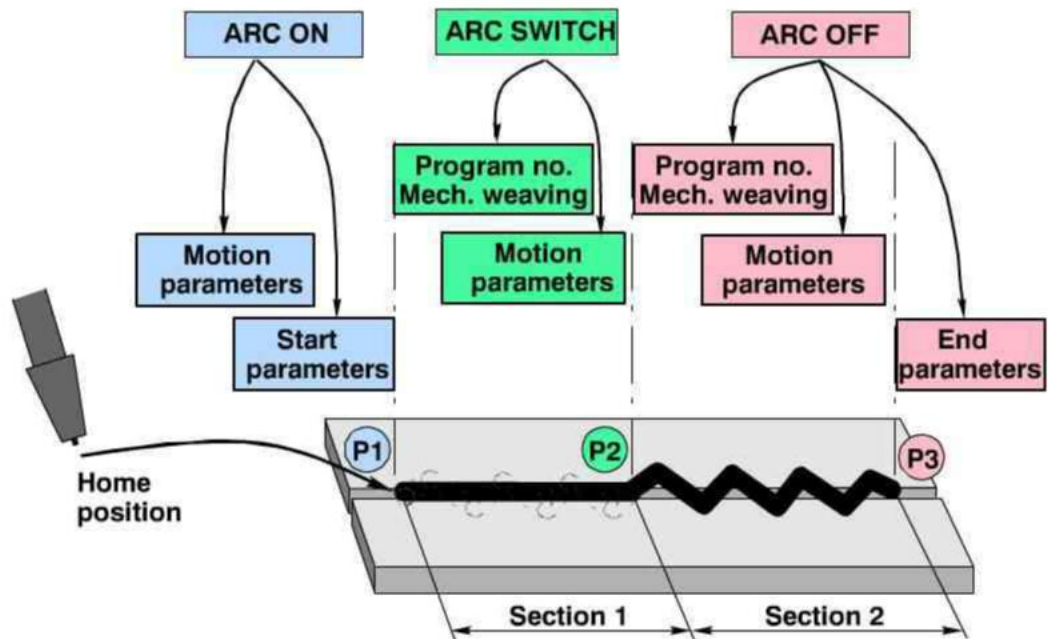 ARC ON
ARC SWITCH
ARC OFF
Program no.
Mech. weaving
Program no.
Mech. weaving
Motion
parameters
Motion
parameters
Motion
parameters
Start
parameters
End
parameters
P1
P2
P3
Home
position
Section 1
Section 2